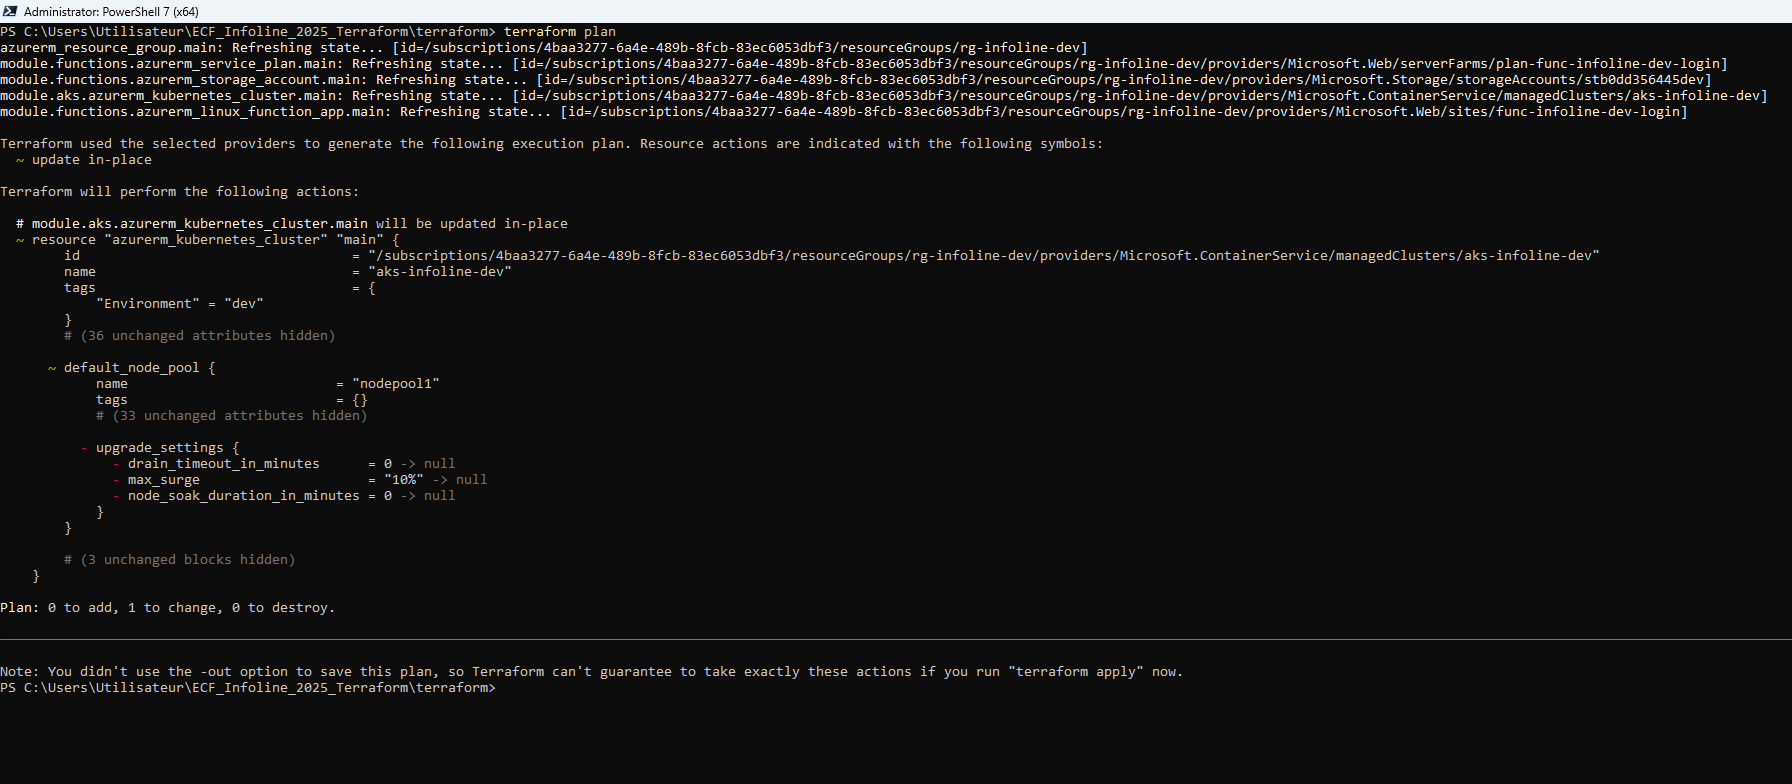 Administrator: PowerShell 7 (x64)
PS C:\Users\Utilisateur\ECF_Infoline_2025_Terraform\terraform> terraform plan
azurerm_resource_group.main: Refreshing state... [id=/subscriptions/4baa3277-6a4e-489b-8fcb-83ec6053dbf3/resourceGroups/rg-infoline-dev]
module.functions.azurerm_service_plan.main: Refreshing state... [id=/subscriptions/4baa3277-6a4e-489b-8fcb-83ec6053dbf3/resourceGroups/rg-infoline-dev/providers/Microsoft.Web/serverFarms/plan-func-infoline-dev-login]
module.functions.azurerm_storage_account.main: Refreshing state... [id=/subscriptions/4baa3277-6a4e-489b-8fcb-83ec6053dbf3/resourceGroups/rg-infoline-dev/providers/Microsoft.Storage/storageAccounts/stb0dd356445dev]
module.aks.azurerm_kubernetes_cluster.main: Refreshing state... [id=/subscriptions/4baa3277-6a4e-489b-8fcb-83ec6053dbf3/resourceGroups/rg-infoline-dev/providers/Microsoft.ContainerService/managedClusters/aks-infoline-dev]
module.functions.azurerm_linux_function_app.main: Refreshing state... [id=/subscriptions/4baa3277-6a4e-489b-8fcb-83ec6053dbf3/resourceGroups/rg-infoline-dev/providers/Microsoft.Web/sites/func-infoline-dev-login]
Terraform used the selected providers to generate the following execution plan. Resource actions are indicated with the following symbols:
~ update in-place
Terraform will perform the following actions:
# module.aks.azurerm_kubernetes_cluster.main will be updated in-place
~ resource "azurerm_kubernetes_cluster" "main" {
id = "/subscriptions/4baa3277-6a4e-489b-8fcb-83ec6053dbf3/resourceGroups/rg-infoline-dev/providers/Microsoft.ContainerService/managedClusters/aks-infoline-dev"
name = "aks-infoline-dev"
tags = {
"Environment" = "dev"
}
# (36 unchanged attributes hidden)
~ default_node_pool {
name = "nodepool1"
tags = {}
# (33 unchanged attributes hidden)
- upgrade_settings {
- drain_timeout_in_minutes = 0 -> null
- max_surge = "10%" -> null
- node_soak_duration_in_minutes = 0 -> null
}
}
# (3 unchanged blocks hidden)
}
Plan: 0 to add, 1 to change, 0 to destroy.
Note: You didn't use the -out option to save this plan, so Terraform can't guarantee to take exactly these actions if you run "terraform apply" now.
PS C:\Users\Utilisateur\ECF_Infoline_2025_Terraform\terraform>